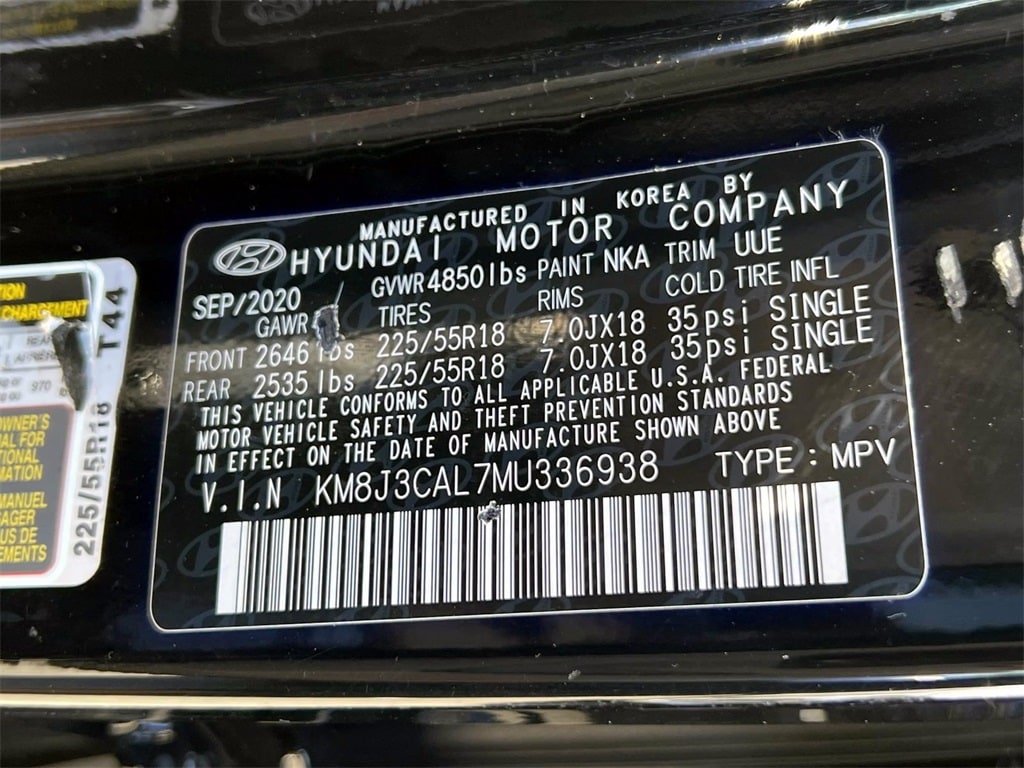 MANUFACTURED IN KOREA BY
HYUNDAI MOTOR COMPANY
SEP/2020 GVWR 4850 lbs PAINT NKA TRIM UUE
GAWR TIRES RIMS COLD TIRE INFL
FRONT 2646 lbs 225/55R18 7.0JX18 35psi SINGLE
REAR 2535 lbs 225/55R18 7.0JX18 35psi SINGLE
THIS VEHICLE CONFORMS TO ALL APPLICABLE U.S.A. FEDERAL
MOTOR VEHICLE SAFETY AND THEFT PREVENTION STANDARDS
IN EFFECT ON THE DATE OF MANUFACTURE SHOWN ABOVE
V.I.N KM8J3CAL7MU336938 TYPE : MPV
CHARGEMENT
970
225/55R18 T44
MANUEL